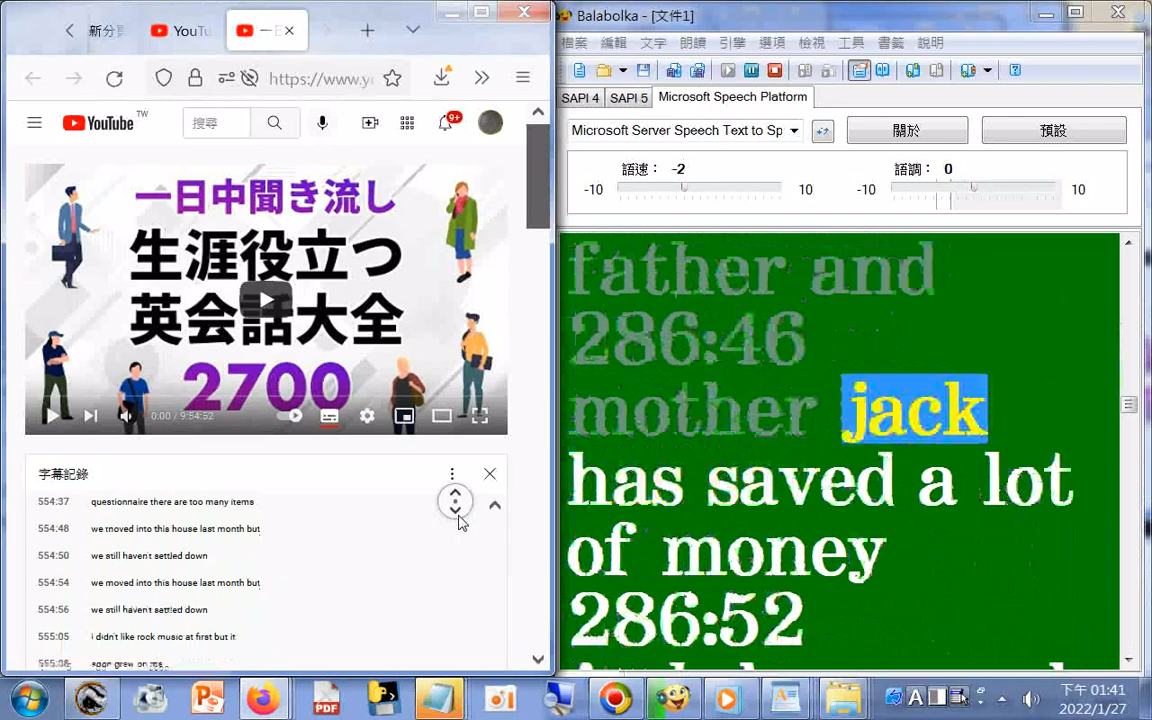 YouTu
一 E
https://www.y
YouTube TW
搜尋
9+
一日中聞き流し
生涯役立つ
英会話大全
2700
0:00 / 9:54:52
字幕記錄
554:37 questionnaire there are too many items
554:48 we moved into this house last month but
554:50 we still haven't settled down
554:54 we moved into this house last month but
554:56 we still haven't settled down
555:05 i didn't like rock music at first but it
555:08 soon grew on me
Balabolka - [文件1]
檔案 編輯 文字 朗讀 引擎 選項 檢視 工具 書籤 說明
SAPI 4 SAPI 5 Microsoft Speech Platform
Microsoft Server Speech Text to Sp
關於
預設
語速： -2
-10 10
語調： 0
-10 10
father and
286:46
mother jack
has saved a lot
of money
286:52
PDF
A
下午 01:41
2022/1/27